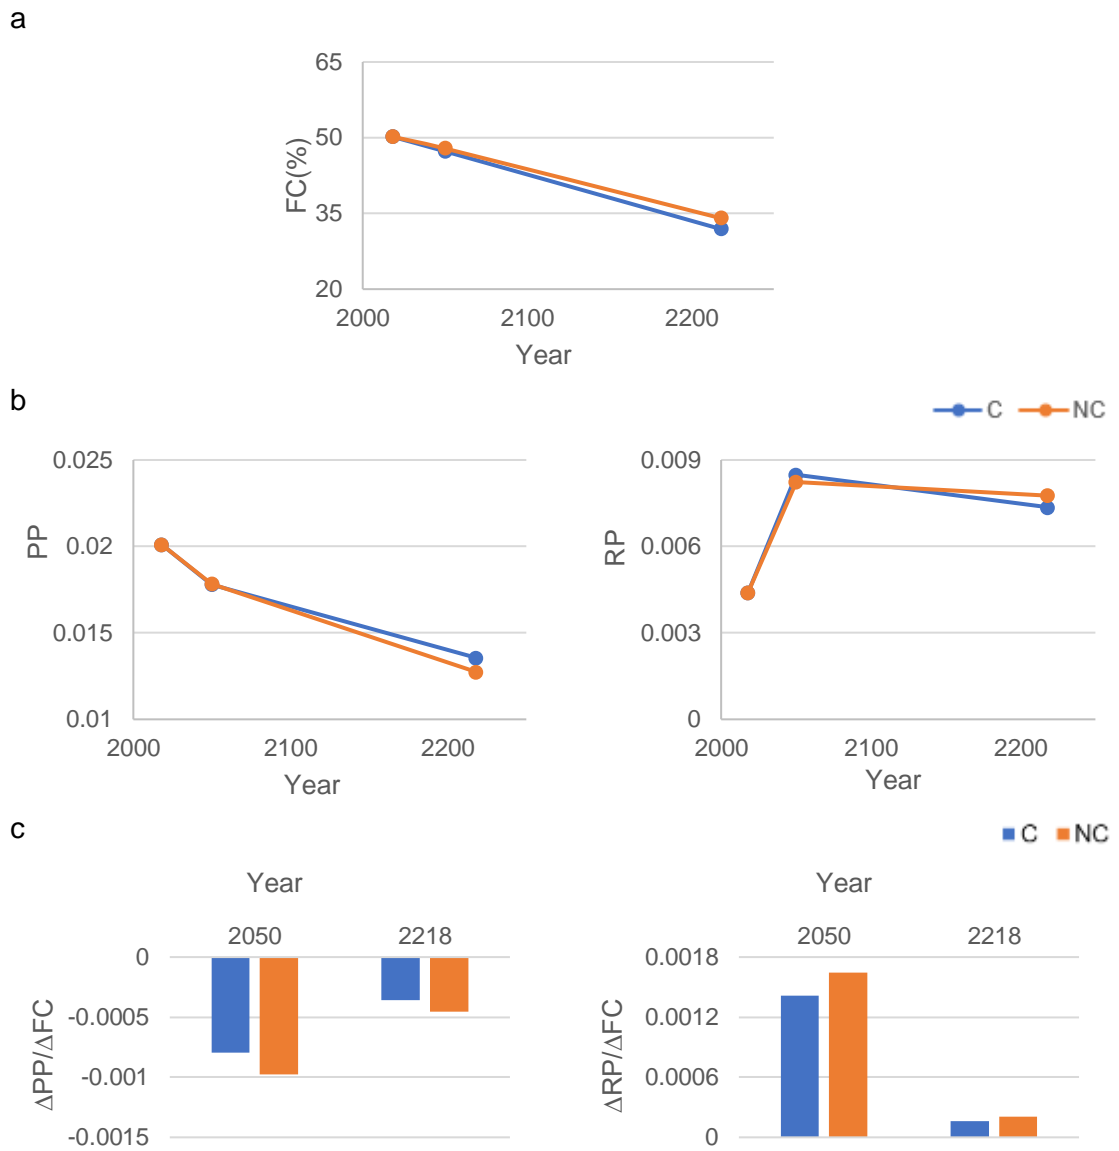 a
65
50
35
20
FC(%)
2000 2100 2200
Year
b
C NC
0.025
0.02
0.015
0.01
PP
2000 2100 2200
Year
0.009
0.006
0.003
0
RP
2000 2100 2200
Year
c
C NC
Year
2050 2218
0
-0.0005
-0.001
-0.0015
ΔPP/ΔFC
Year
2050 2218
0.0018
0.0012
0.0006
0
ΔRP/ΔFC